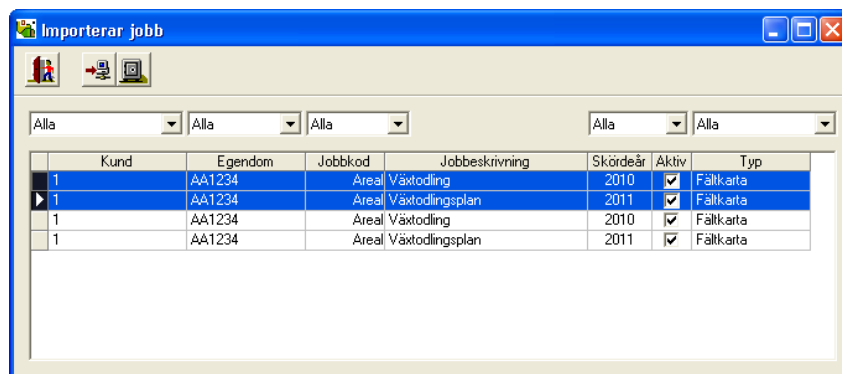 Importerar jobb
Alla Alla Alla Alla Alla
Kund Egendom Jobbkod Jobbeskrivning Skördeår Aktiv Typ
1 AA1234 Areal Växtodling 2010 Fältkarta
1 AA1234 Areal Växtodlingsplan 2011 Fältkarta
1 AA1234 Areal Växtodling 2010 Fältkarta
1 AA1234 Areal Växtodlingsplan 2011 Fältkarta